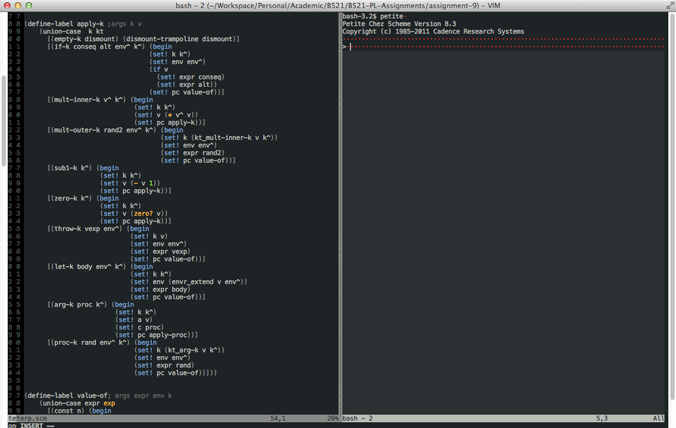 bash - 2 (~/Workspace/Personal/Academic/B521/B521-PL-Assignments/assignment-9) - VIM
(define-label apply-k ;args k v
(union-case k kt
[(empty-k dismount) (dismount-trampoline dismount)]
[(if-k conseq alt env^ k^) (begin
(set! k k^)
(set! env env^)
(if v
(set! expr conseq)
(set! expr alt))
(set! pc value-of))]
[(mult-inner-k v^ k^) (begin
(set! k k^)
(set! v (* v^ v))
(set! pc apply-k))]
[(mult-outer-k rand2 env^ k^) (begin
(set! k (kt_mult-inner-k v k^))
(set! env env^)
(set! expr rand2)
(set! pc value-of))]
[(sub1-k k^) (begin
(set! k k^)
(set! v (- v 1))
(set! pc apply-k))]
[(zero-k k^) (begin
(set! k k^)
(set! v (zero? v))
(set! pc apply-k))]
[(throw-k vexp env^) (begin
(set! k v)
(set! env env^)
(set! expr vexp)
(set! pc value-of))]
[(let-k body env^ k^) (begin
(set! k k^)
(set! env (envr_extend v env^))
(set! expr body)
(set! pc value-of))]
[(arg-k proc k^) (begin
(set! k k^)
(set! a v)
(set! c proc)
(set! pc apply-proc))]
[(proc-k rand env^ k^) (begin
(set! k (kt_arg-k v k^))
(set! env env^)
(set! expr rand)
(set! pc value-of))]))
(define-label value-of; args expr env k
(union-case expr exp
[(const n) (begin
teterp.scm 54,1 26%
on INSERT --
bash-3.2$ petite
Petite Chez Scheme Version 8.3
Copyright (c) 1985-2011 Cadence Research Systems
>
bash - 2 5,3 All